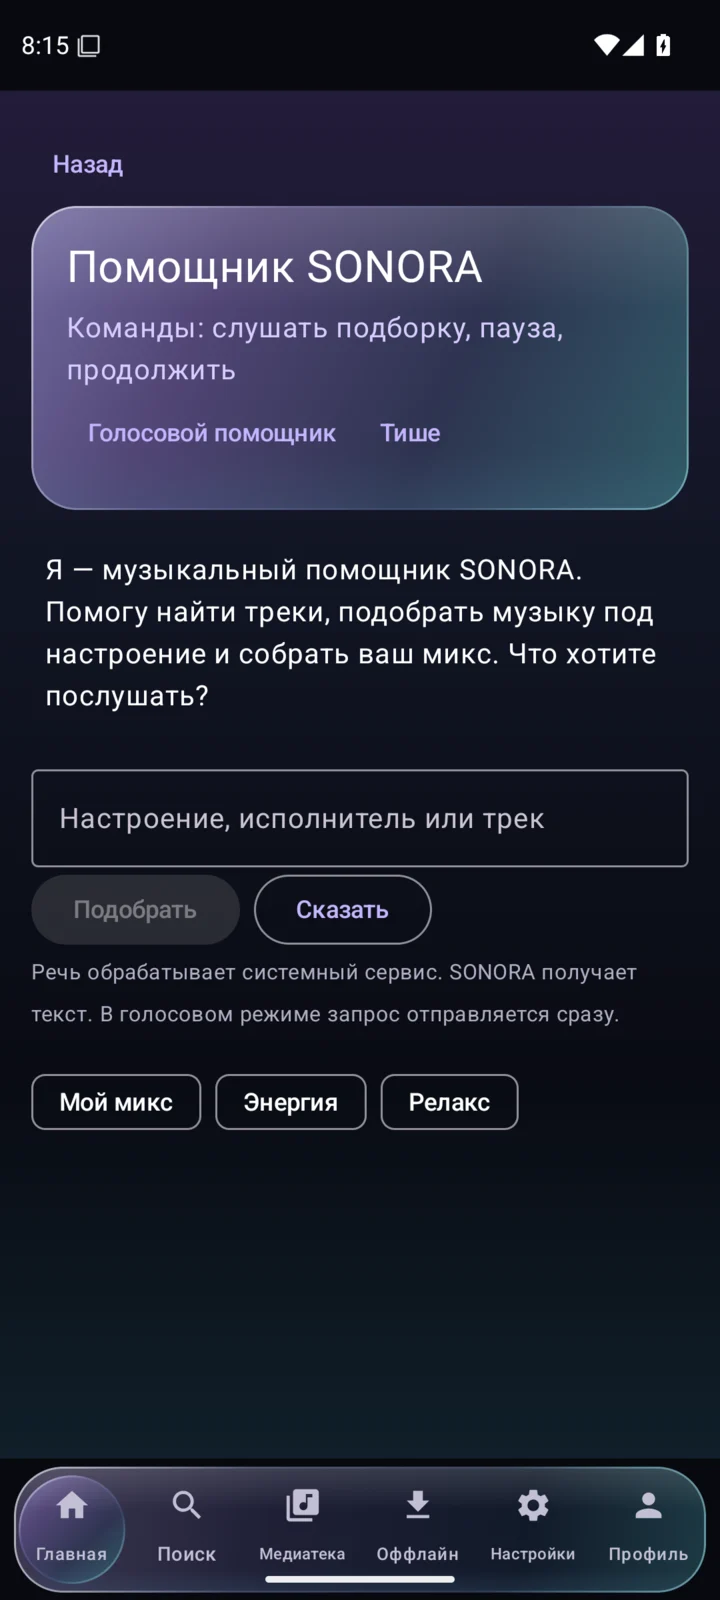 8:15
Назад
Помощник SONORA
Команды: слушать подборку, пауза,
продолжить
Голосовой помощник Тише
Я — музыкальный помощник SONORA.
Помогу найти треки, подобрать музыку под
настроение и собрать ваш микс. Что хотите
послушать?
Настроение, исполнитель или трек
Подобрать Сказать
Речь обрабатывает системный сервис. SONORA получает
текст. В голосовом режиме запрос отправляется сразу.
Мой микс Энергия Релакс
Главная Поиск Медиатека Оффлайн Настройки Профиль